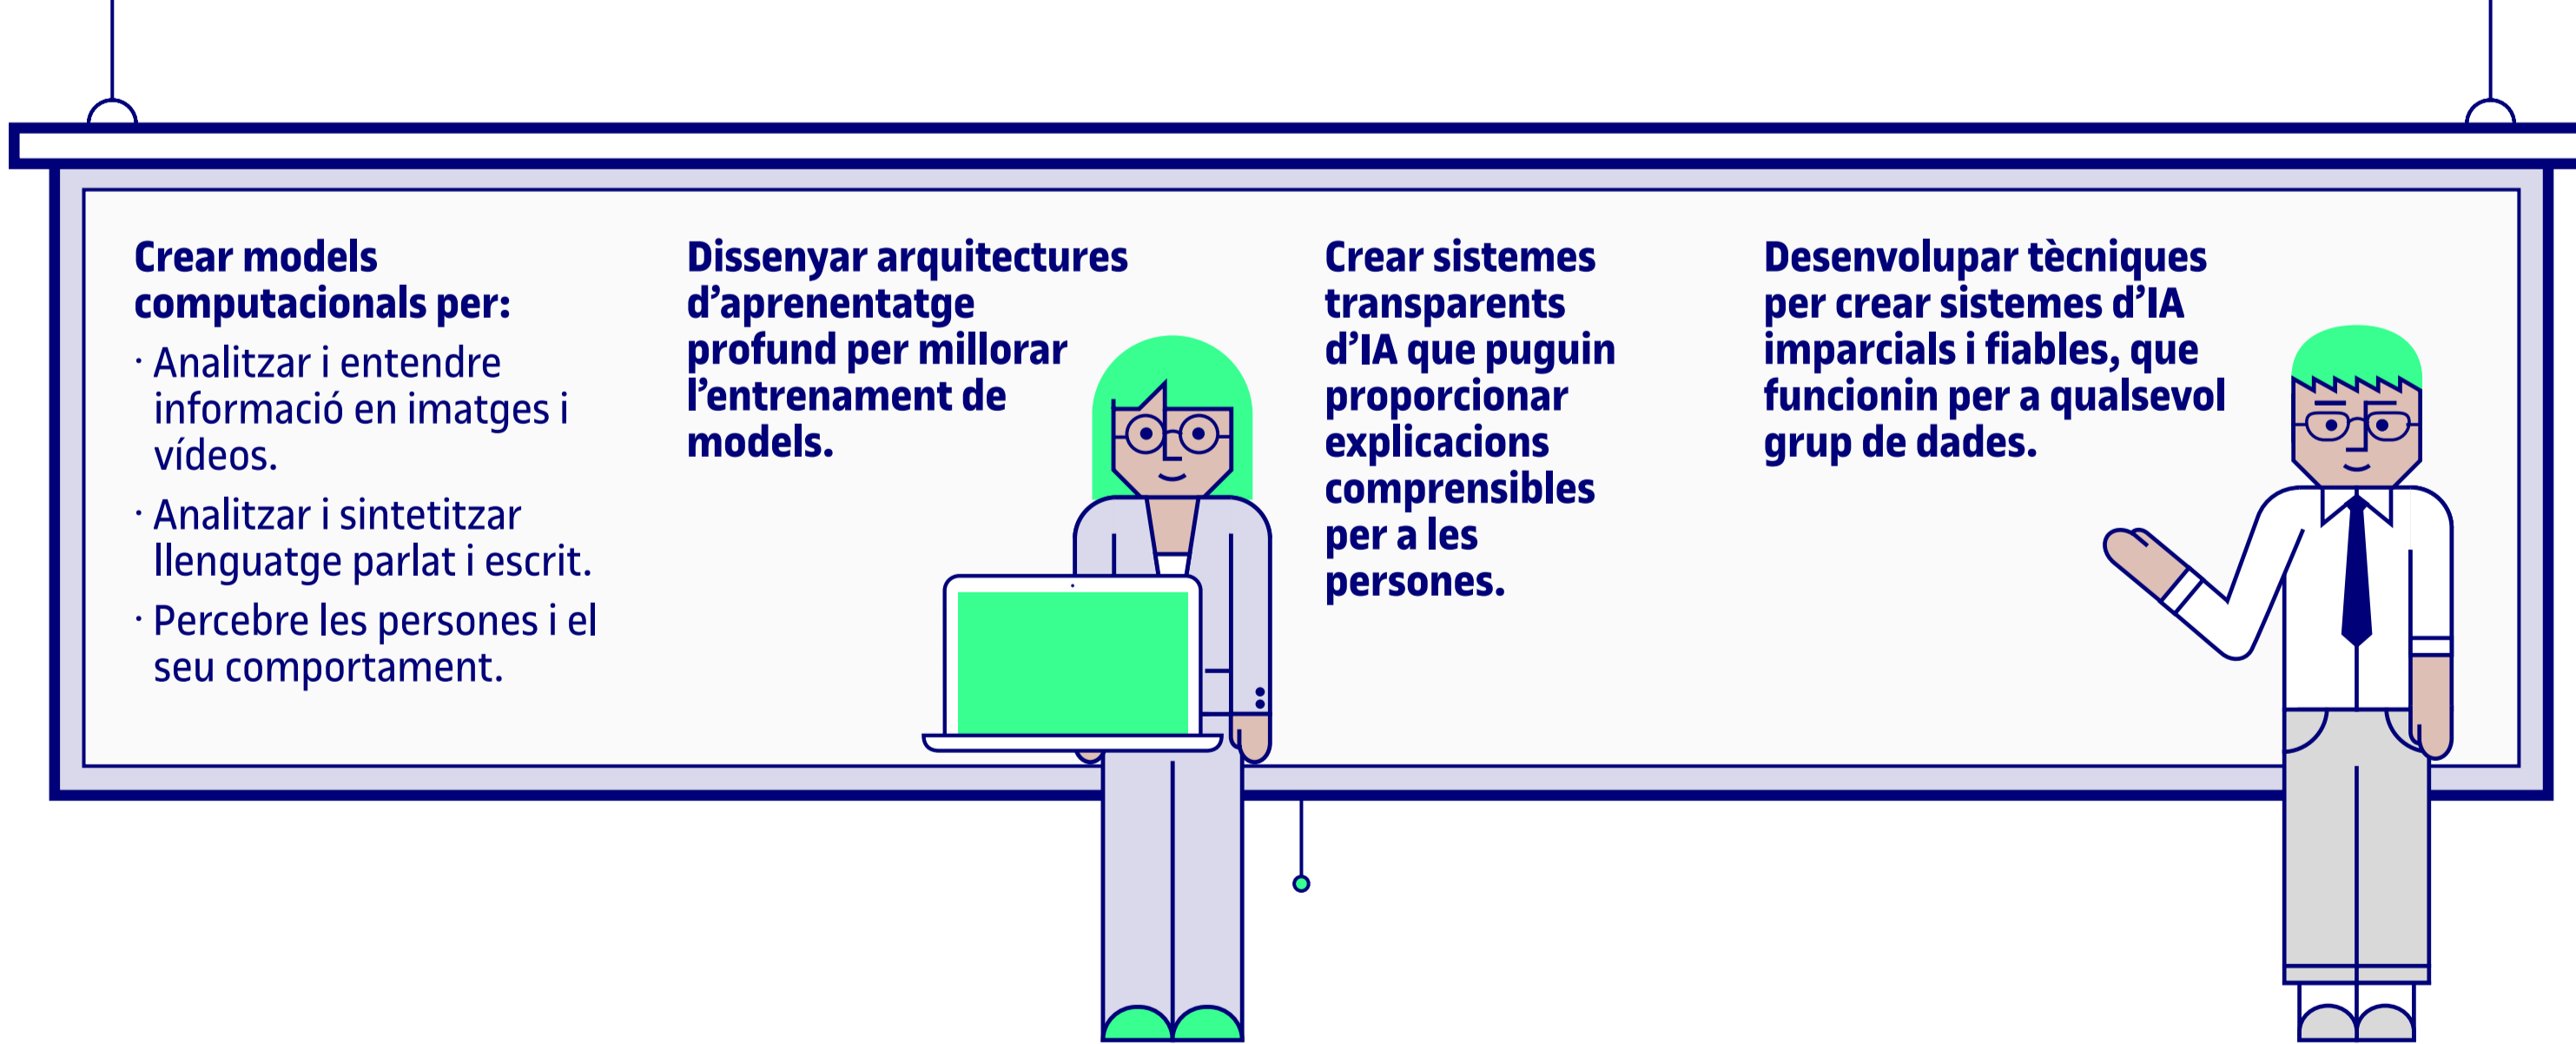 Crear models
computacionals per:
· Analitzar i entendre
informació en imatges i
vídeos.
· Analitzar i sintetitzar
llenguatge parlat i escrit.
· Percebre les persones i el
seu comportament.
Dissenyar arquitectures
d’aprenentatge
profund per millorar
l’entrenament de
models.
Crear sistemes
transparents
d’IA que puguin
proporcionar
explicacions
comprensibles
per a les
persones.
Desenvolupar tècniques
per crear sistemes d’IA
imparcials i fiables, que
funcionin per a qualsevol
grup de dades.